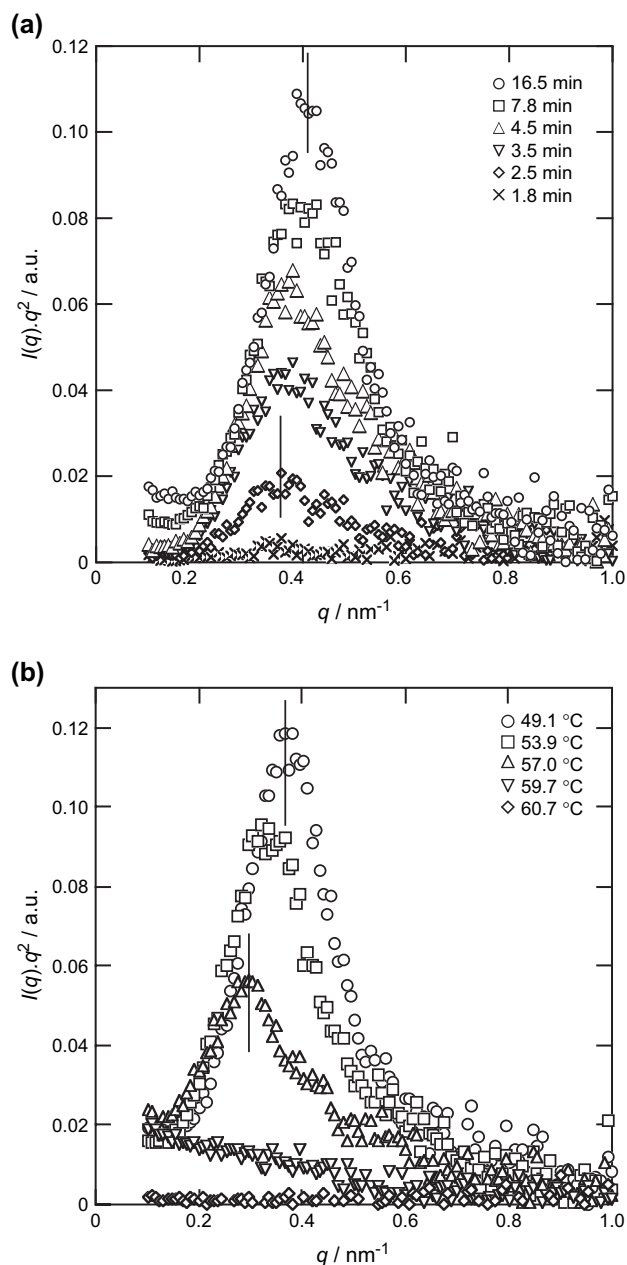 (a)
0.12
0.10
0.08
0.06
0.04
0.02
0
I(q).q² / a.u.
16.5 min
7.8 min
4.5 min
3.5 min
2.5 min
1.8 min
0 0.2 0.4 0.6 0.8 1.0
q / nm⁻¹
(b)
0.12
0.10
0.08
0.06
0.04
0.02
0
I(q).q² / a.u.
49.1 °C
53.9 °C
57.0 °C
59.7 °C
60.7 °C
0 0.2 0.4 0.6 0.8 1.0
q / nm⁻¹